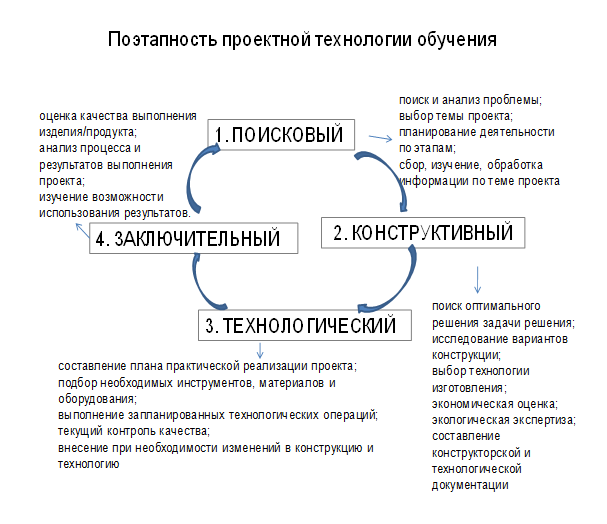 Поэтапность проектной технологии обучения
1. ПОИСКОВЫЙ
поиск и анализ проблемы;
выбор темы проекта;
планирование деятельности
по этапам;
сбор, изучение, обработка
информации по теме проекта
2. КОНСТРУКТИВНЫЙ
поиск оптимального
решения задачи решения;
исследование вариантов
конструкции;
выбор технологии
изготовления;
экономическая оценка;
экологическая экспертиза;
составление
конструкторской и
технологической
документации
3. ТЕХНОЛОГИЧЕСКИЙ
составление плана практической реализации проекта;
подбор необходимых инструментов, материалов и
оборудования;
выполнение запланированных технологических операций;
текущий контроль качества;
внесение при необходимости изменений в конструкцию и
технологию
4. ЗАКЛЮЧИТЕЛЬНЫЙ
оценка качества выполнения
изделия/продукта;
анализ процесса и
результатов выполнения
проекта;
изучение возможности
использования результатов.